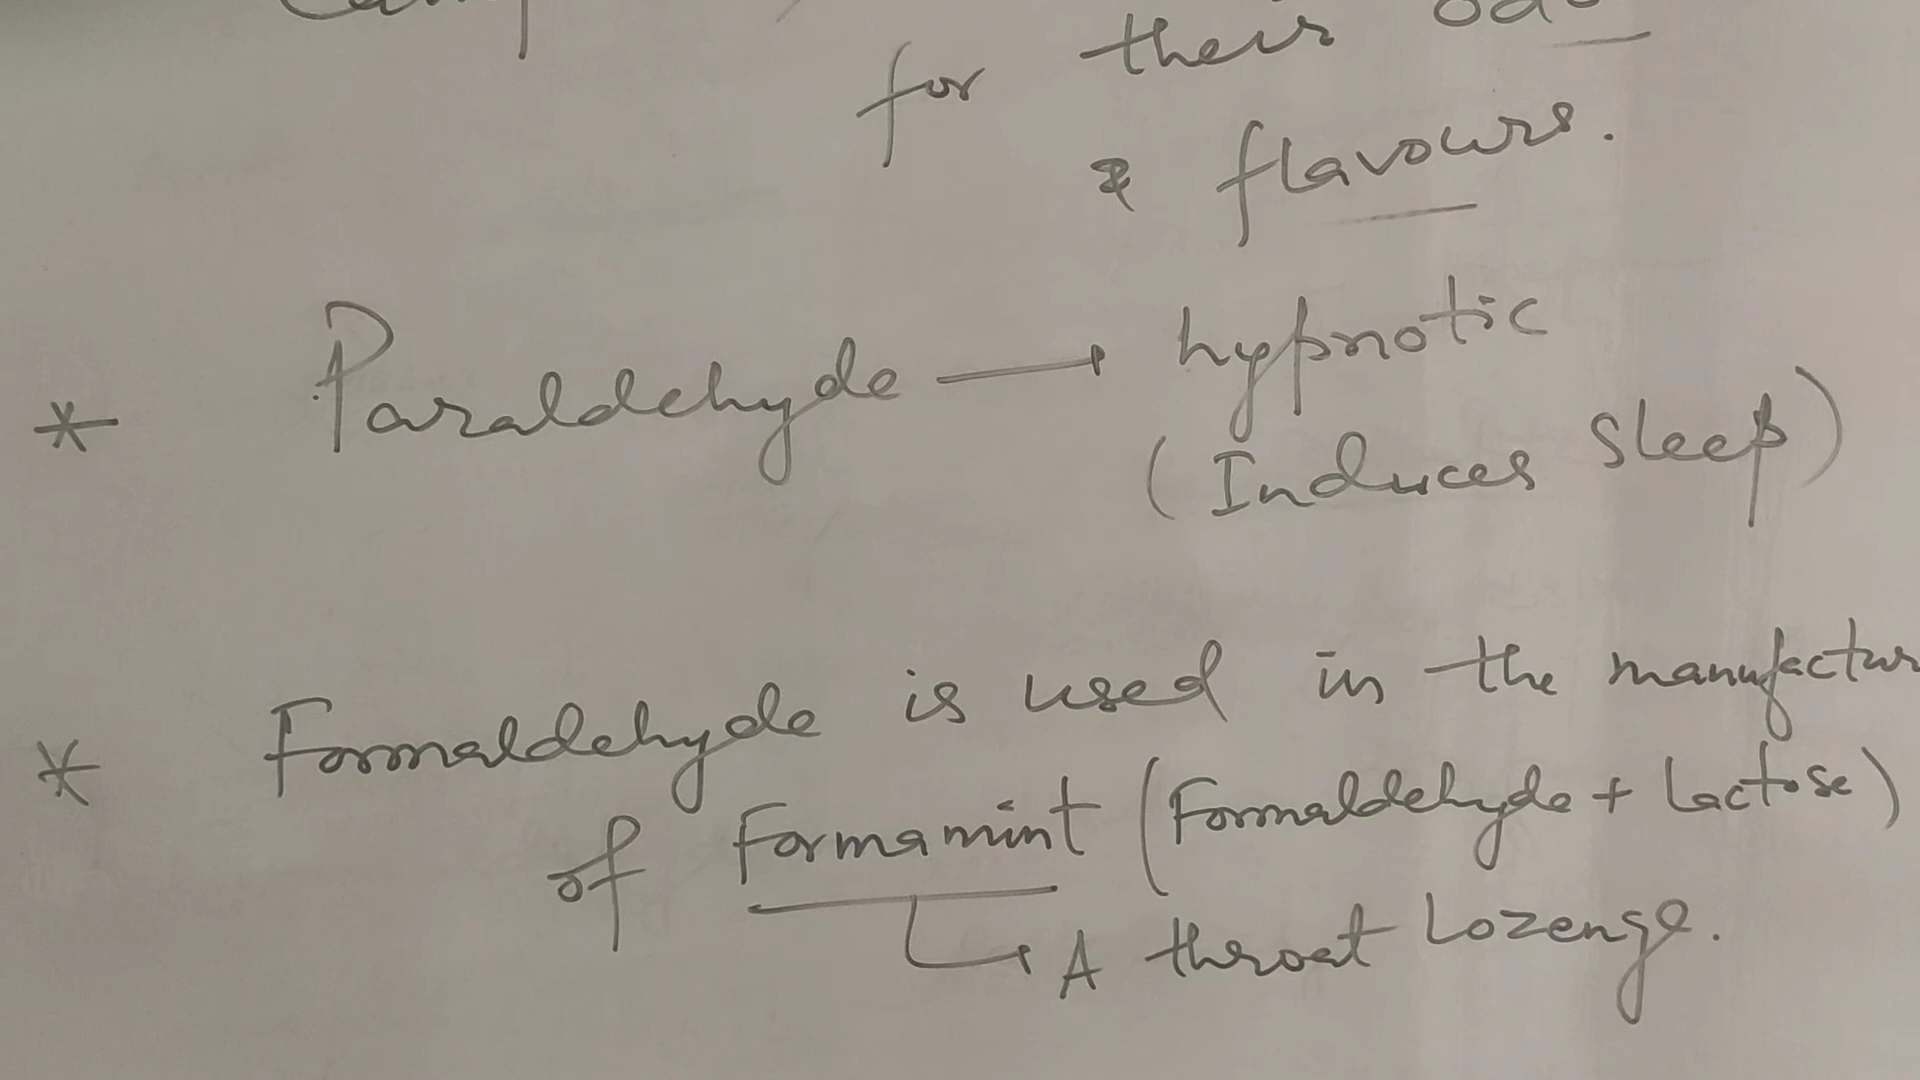 for their
& flavours.
* Paraldehyde → hypnotic
(Induces sleep)
* Formaldehyde is used in the manufactur
of Formamint (Formaldehyde + Lactose)
↳ A throat Lozenge.